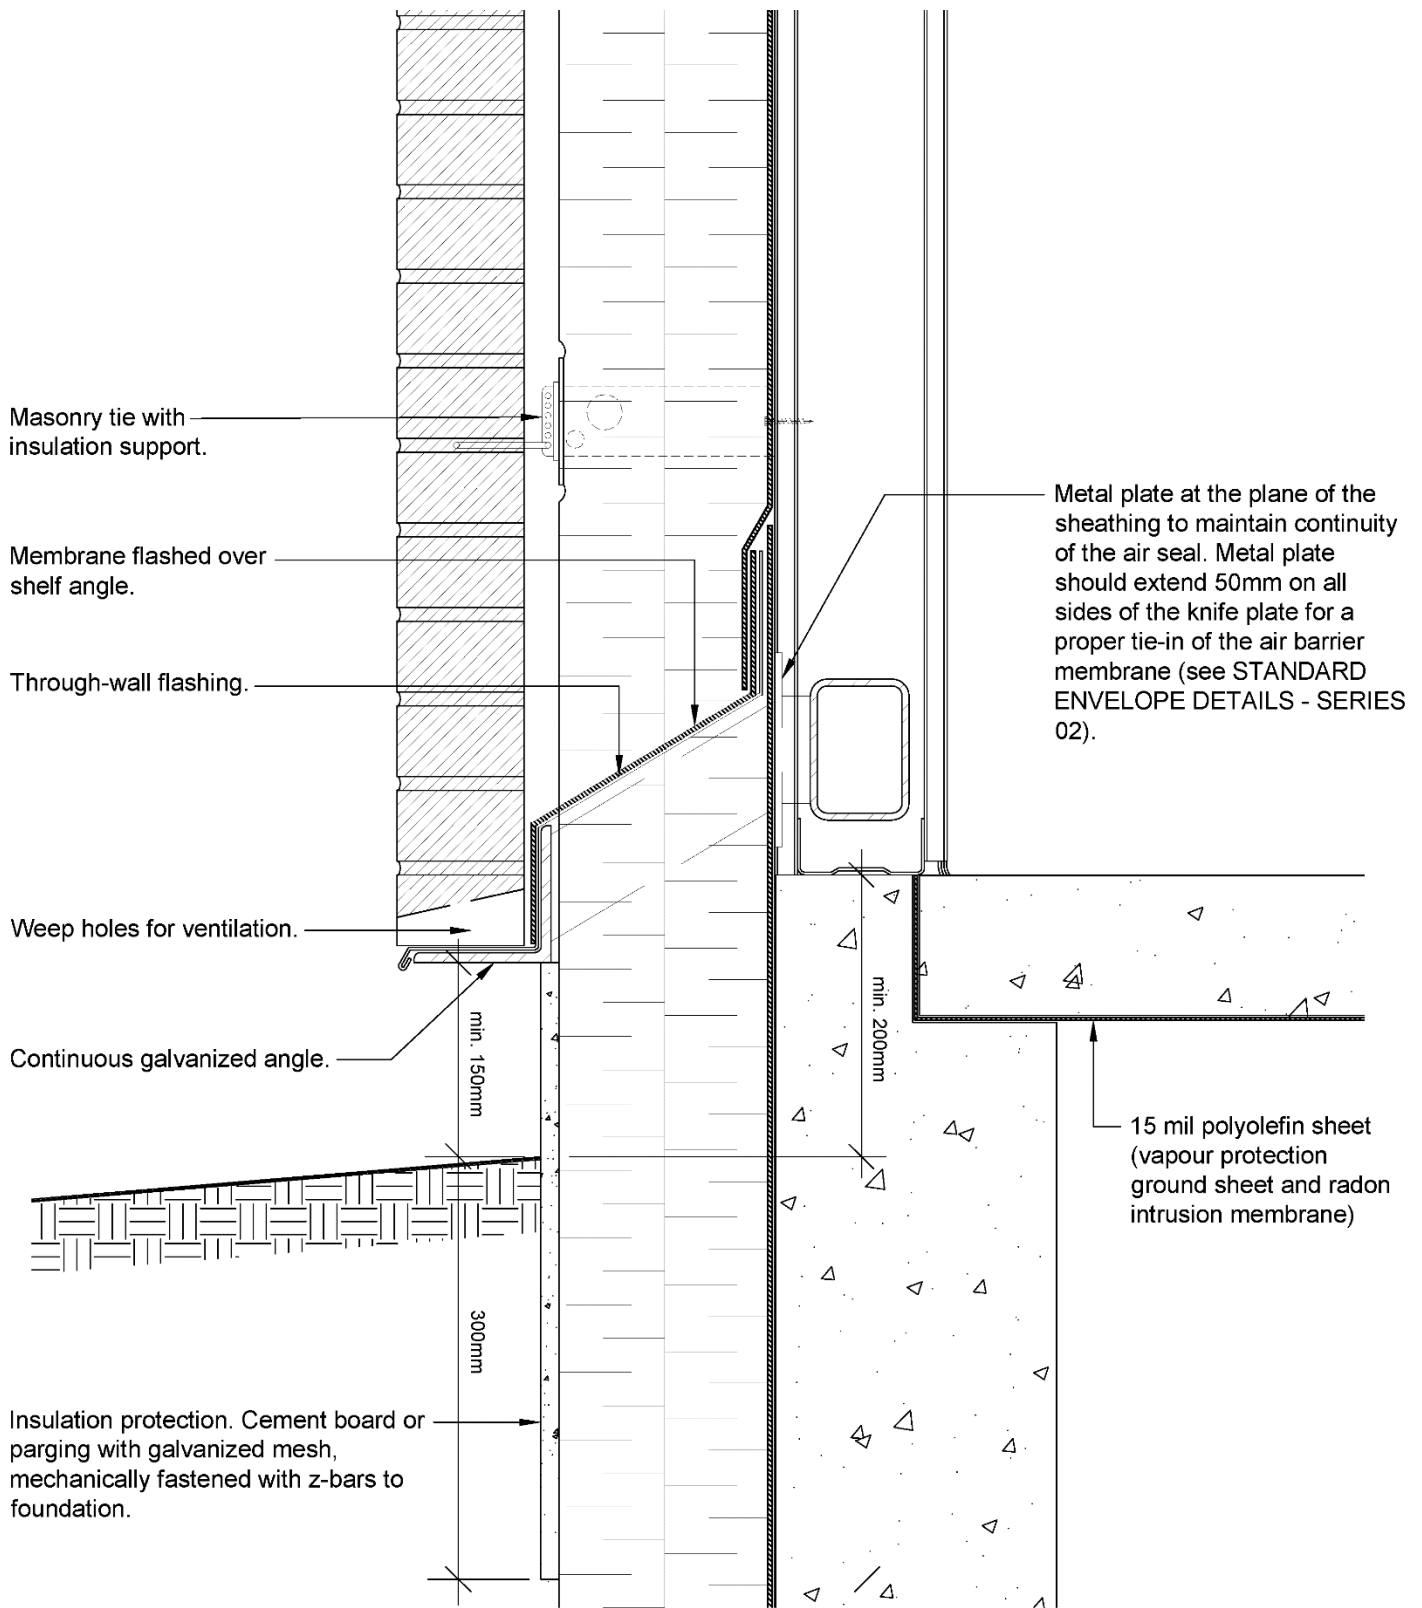 Masonry tie with
insulation support.
Membrane flashed over
shelf angle.
Through-wall flashing.
Weep holes for ventilation.
Continuous galvanized angle.
Insulation protection. Cement board or
parging with galvanized mesh,
mechanically fastened with z-bars to
foundation.
min. 150mm
300mm
min. 200mm
Metal plate at the plane of the
sheathing to maintain continuity
of the air seal. Metal plate
should extend 50mm on all
sides of the knife plate for a
proper tie-in of the air barrier
membrane (see STANDARD
ENVELOPE DETAILS - SERIES
02).
15 mil polyolefin sheet
(vapour protection
ground sheet and radon
intrusion membrane)